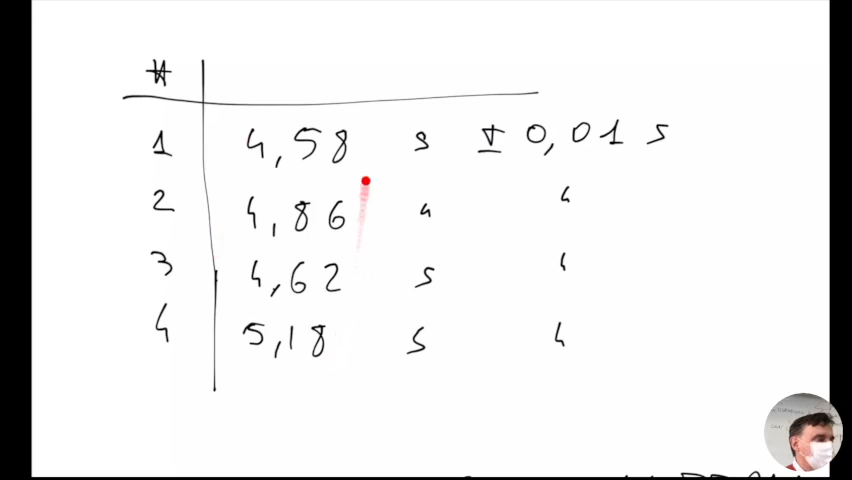 #
1 4,58 s ± 0,01 s
2 4,86 " "
3 4,62 s "
4 5,18 s "